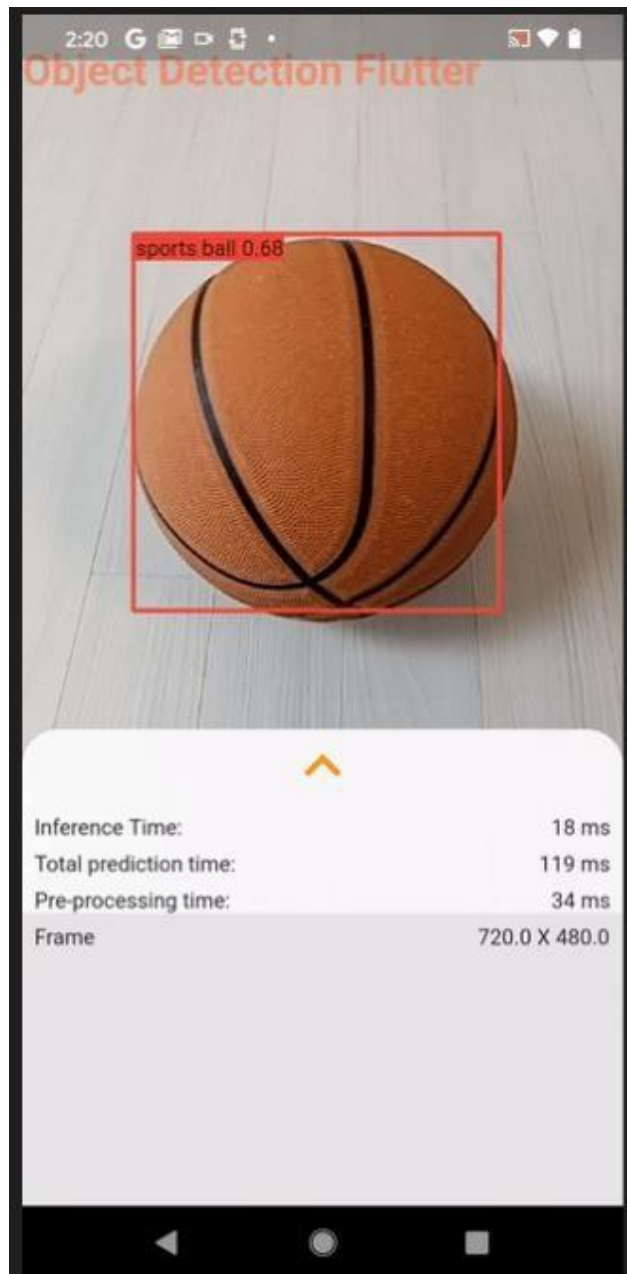 2:20
Object Detection Flutter
sports ball 0.68
Inference Time: 18 ms
Total prediction time: 119 ms
Pre-processing time: 34 ms
Frame 720.0 X 480.0